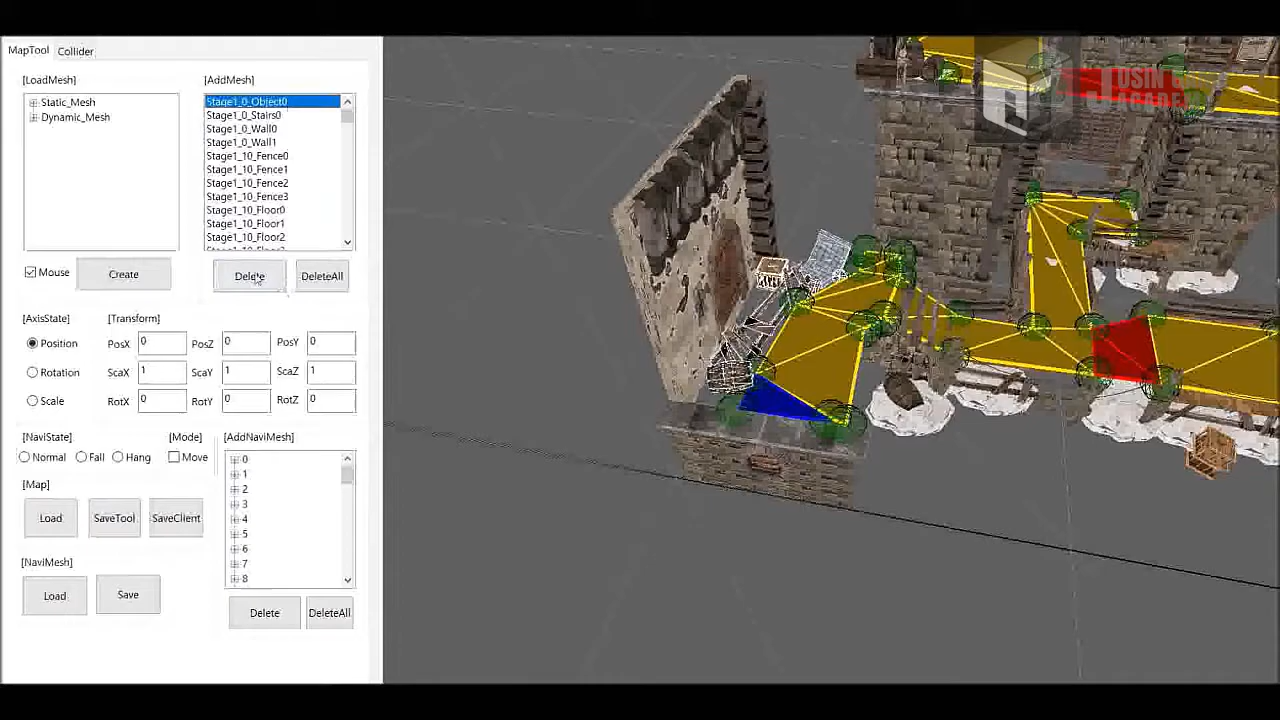 MapTool Collider
[LoadMesh] [AddMesh]
Static_Mesh
Dynamic_Mesh
Stage1_0_Object0
Stage1_0_Stairs0
Stage1_0_Wall0
Stage1_0_Wall1
Stage1_10_Fence0
Stage1_10_Fence1
Stage1_10_Fence2
Stage1_10_Fence3
Stage1_10_Floor0
Stage1_10_Floor1
Stage1_10_Floor2
Mouse Create Delete DeleteAll
[AxisState] [Transform]
Position PosX 0 PosZ 0 PosY 0
Rotation ScaX 1 ScaY 1 ScaZ 1
Scale RotX 0 RotY 0 RotZ 0
[NaviState] [Mode] [AddNaviMesh]
Normal Fall Hang Move
0
1
2
3
4
5
6
7
8
[Map]
Load SaveTool SaveClient
[NaviMesh]
Load Save
Delete DeleteAll